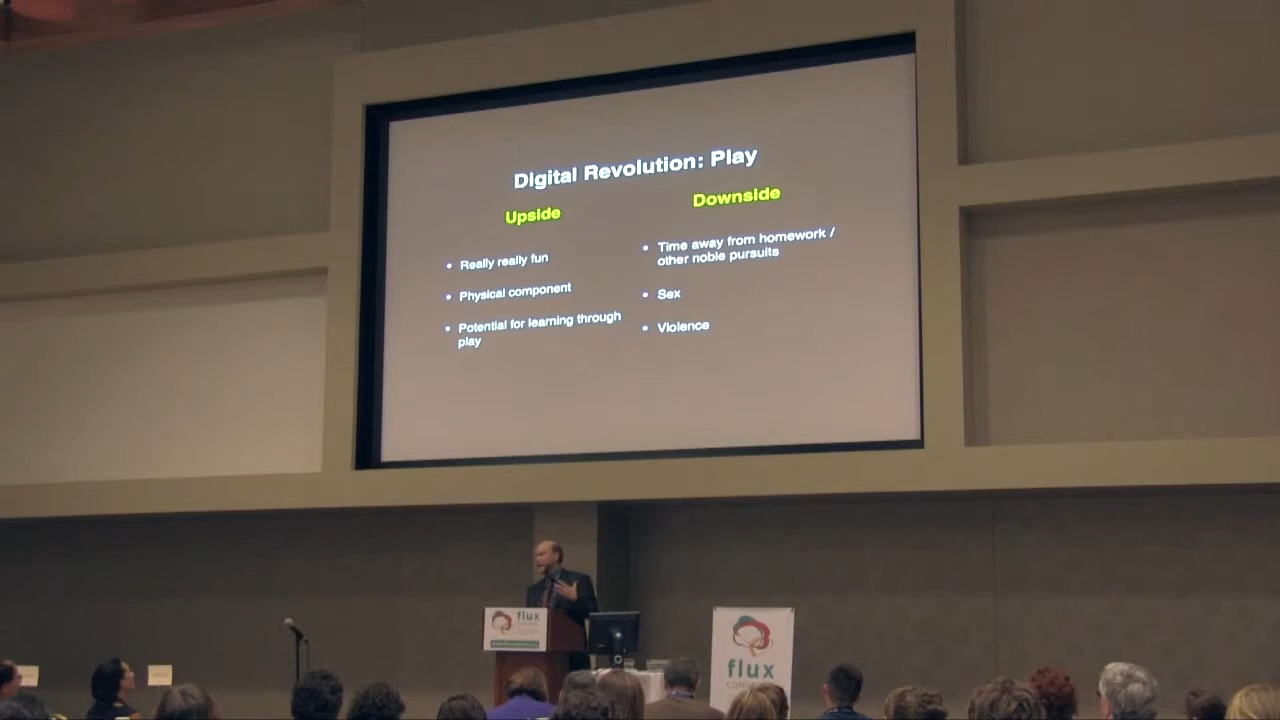 Digital Revolution: Play
Upside
Downside
• Really really fun
• Physical component
• Potential for learning through
play
• Time away from homework /
other noble pursuits
• Sex
• Violence
flux
flux